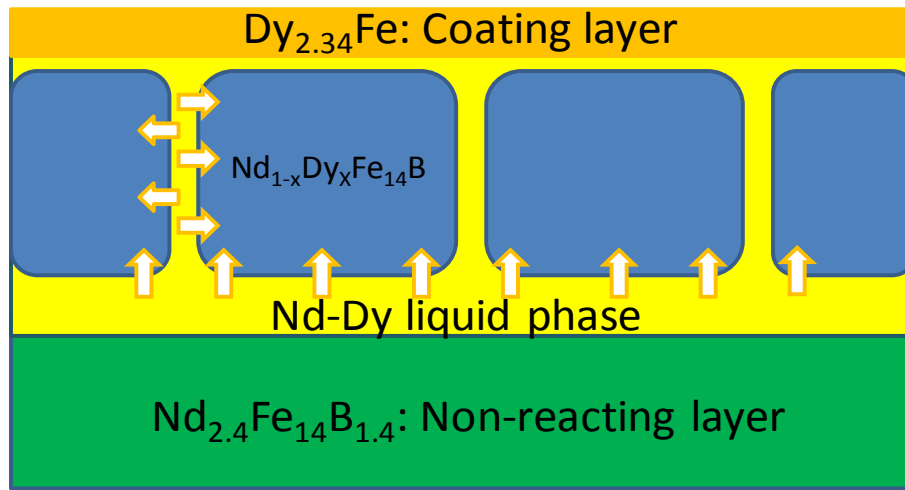 Dy₂.₃₄Fe: Coating layer
Nd₁₋ₓDyₓFe₁₄B
Nd-Dy liquid phase
Nd₂.₄Fe₁₄B₁.₄: Non-reacting layer